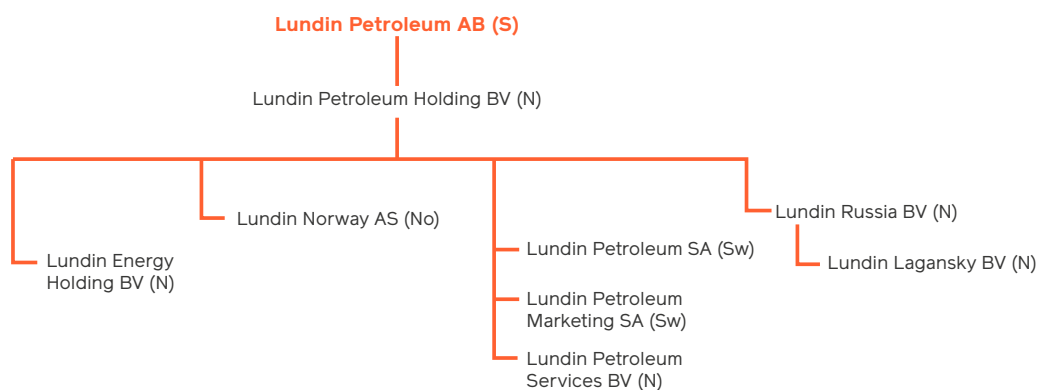 Lundin Petroleum AB (S)
Lundin Petroleum Holding BV (N)
Lundin Energy
Holding BV (N)
Lundin Norway AS (No)
Lundin Petroleum SA (Sw)
Lundin Petroleum
Marketing SA (Sw)
Lundin Petroleum
Services BV (N)
Lundin Russia BV (N)
Lundin Lagansky BV (N)